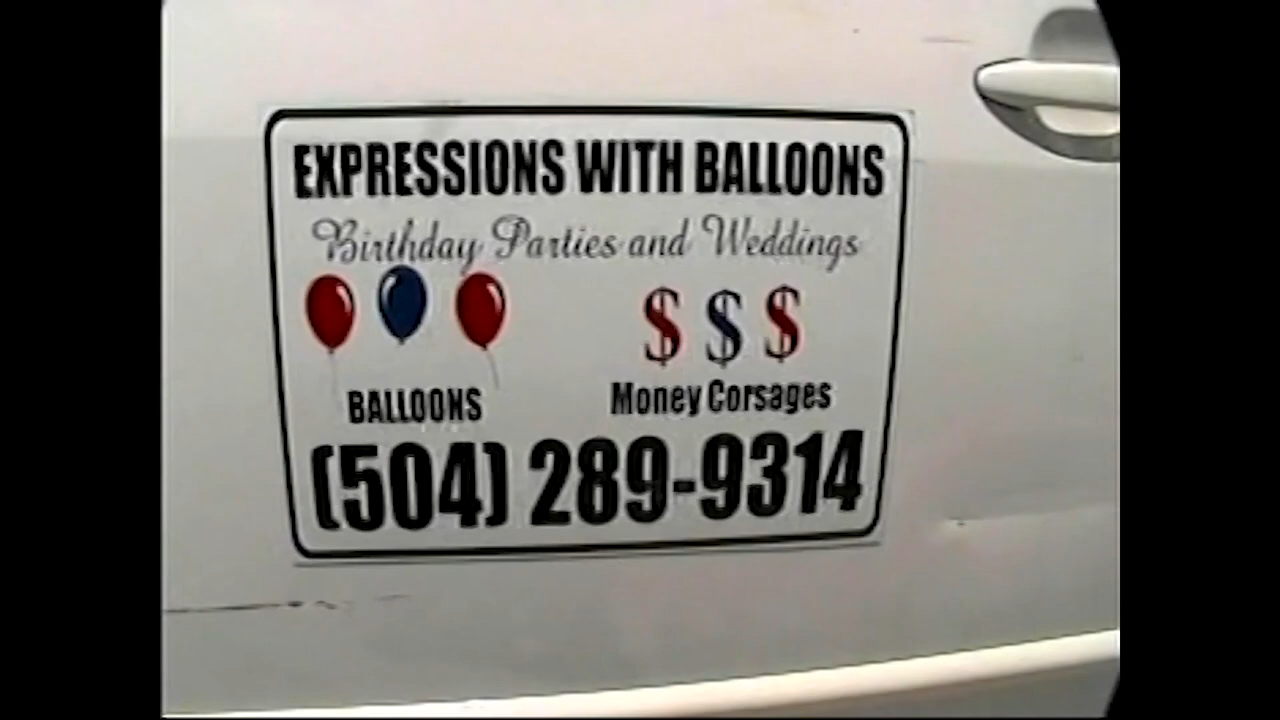 EXPRESSIONS WITH BALLOONS
Birthday Parties and Weddings
$ $ $
BALLOONS
Money Corsages
(504) 289-9314